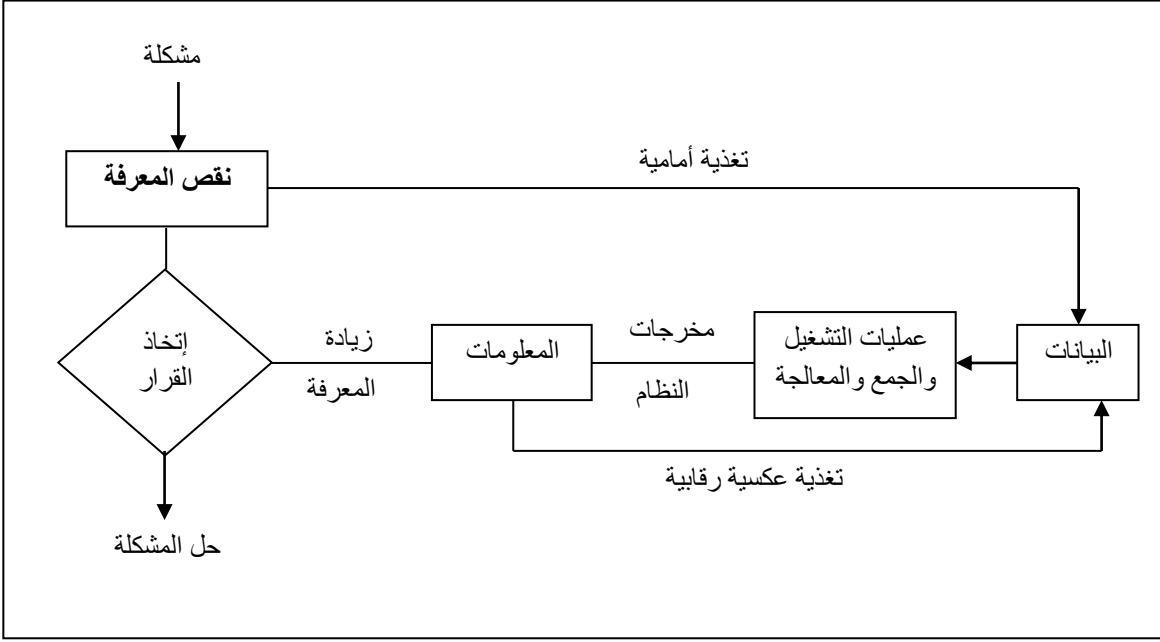 مشكلة
نقص المعرفة
تغذية أمامية
إتخاذ
القرار
زيادة
المعرفة
المعلومات
مخرجات
النظام
عمليات التشغيل
والجمع والمعالجة
البيانات
تغذية عكسية رقابية
حل المشكلة